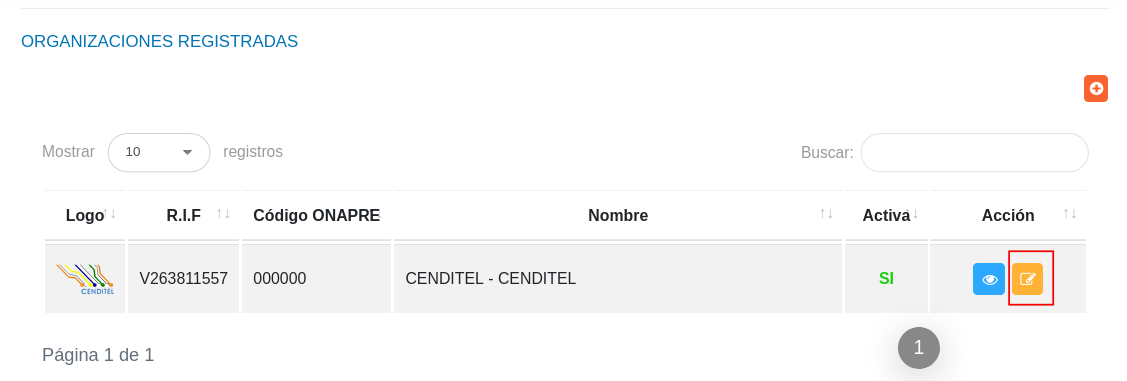 ORGANIZACIONES REGISTRADAS
Mostrar 10 registros Buscar:
Logo R.I.F Código ONAPRE Nombre Activa Acción
CENDITEL V263811557 000000 CENDITEL - CENDITEL SI
Página 1 de 1 1